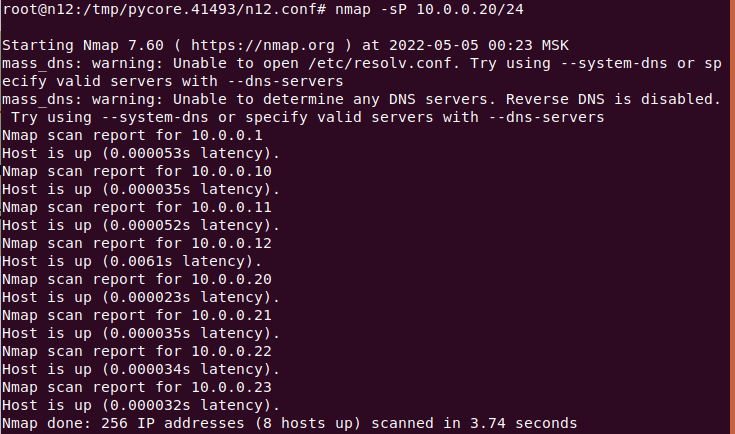 root@n12:/tmp/pycore.41493/n12.conf# nmap -sP 10.0.0.20/24

Starting Nmap 7.60 ( https://nmap.org ) at 2022-05-05 00:23 MSK
mass_dns: warning: Unable to open /etc/resolv.conf. Try using --system-dns or sp
ecify valid servers with --dns-servers
mass_dns: warning: Unable to determine any DNS servers. Reverse DNS is disabled.
 Try using --system-dns or specify valid servers with --dns-servers
Nmap scan report for 10.0.0.1
Host is up (0.000053s latency).
Nmap scan report for 10.0.0.10
Host is up (0.000035s latency).
Nmap scan report for 10.0.0.11
Host is up (0.000052s latency).
Nmap scan report for 10.0.0.12
Host is up (0.0061s latency).
Nmap scan report for 10.0.0.20
Host is up (0.000023s latency).
Nmap scan report for 10.0.0.21
Host is up (0.000035s latency).
Nmap scan report for 10.0.0.22
Host is up (0.000034s latency).
Nmap scan report for 10.0.0.23
Host is up (0.000032s latency).
Nmap done: 256 IP addresses (8 hosts up) scanned in 3.74 seconds